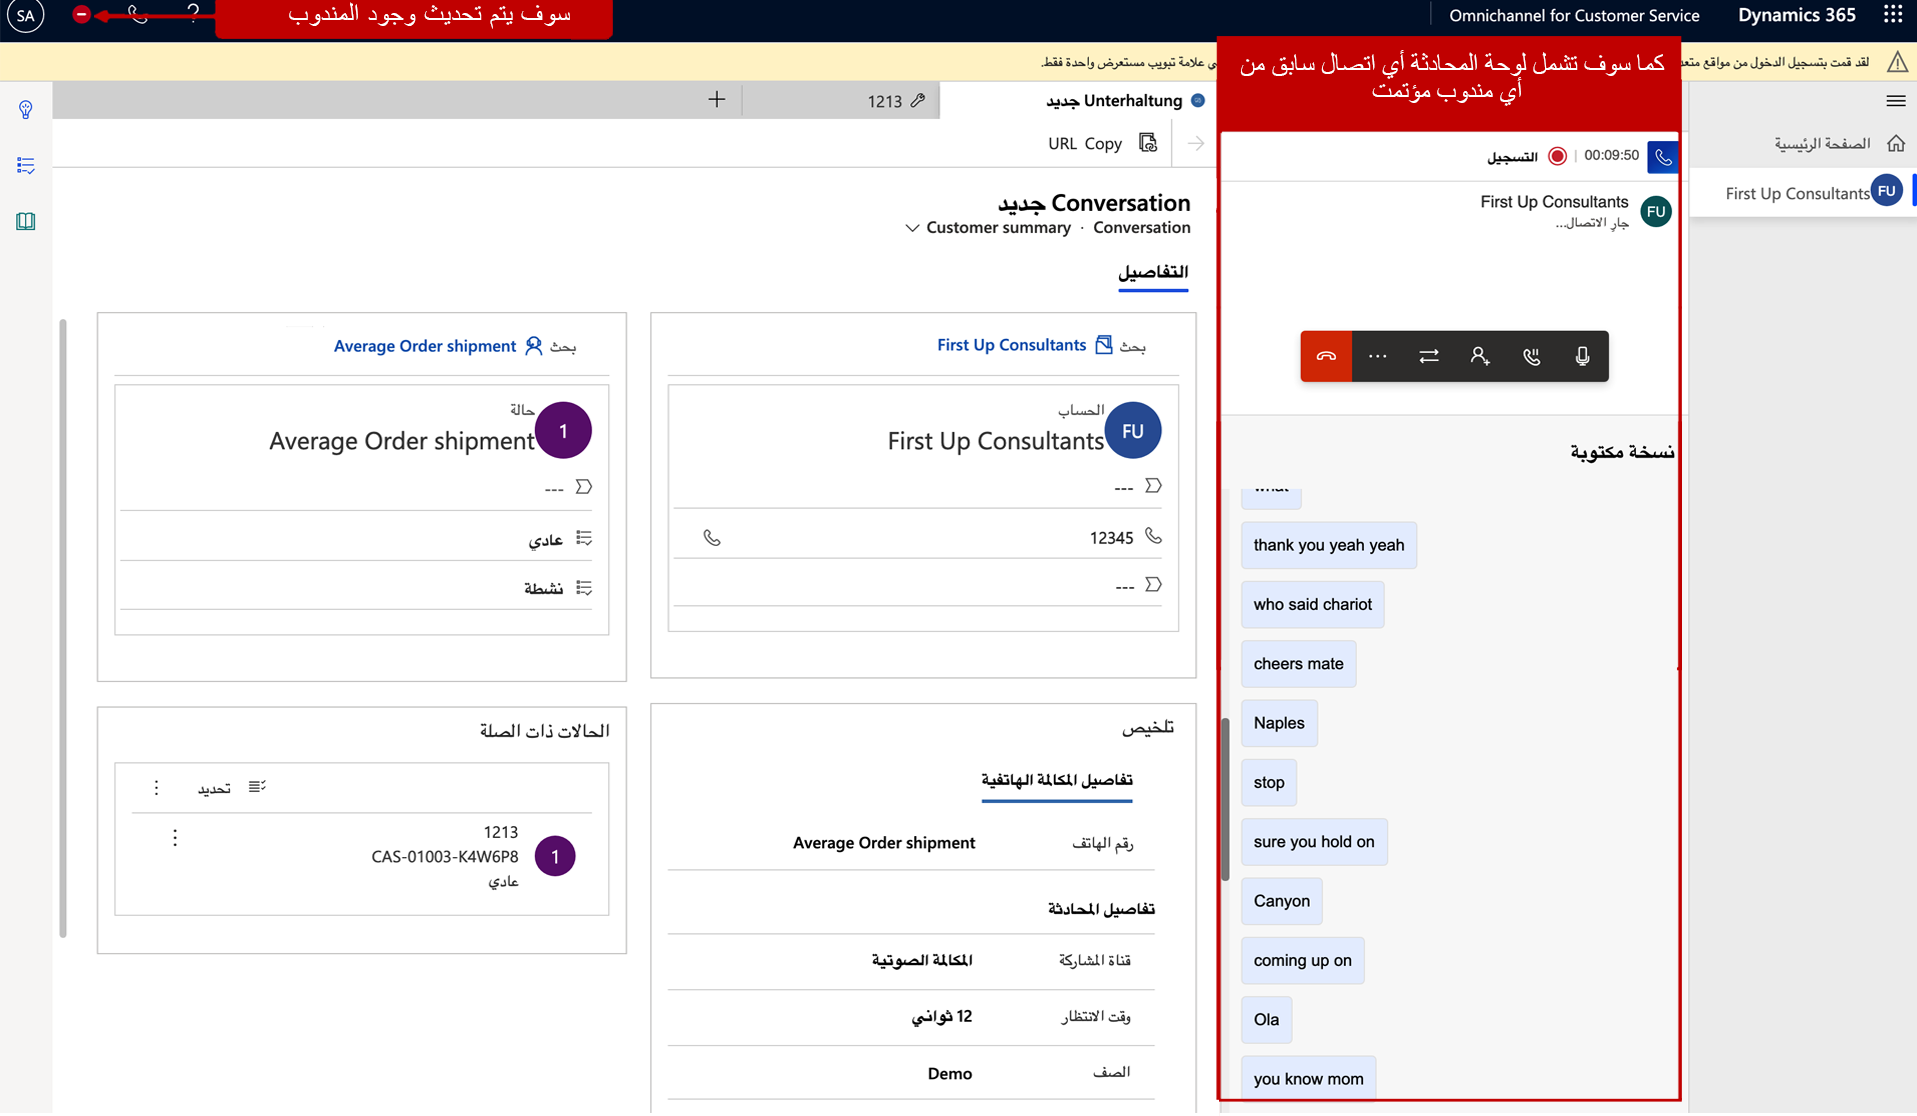 Dynamics 365
Omnichannel for Customer Service
سوف يتم تحديث وجود المندوب
?
SA
لقد قمت بتسجيل الدخول من مواقع
ي علامة تبويب مستعرض واحدة فقط.
كما سوف تشمل لوحة المحادثة أي اتصال سابق من
أي مندوب مؤتمت
الصفحة الرئيسية
FU First Up Consultants
00:09:50 | التسجيل
FU First Up Consultants
جارِ الاتصال...
نسخة مكتوبة
what
thank you yeah yeah
who said chariot
cheers mate
Naples
stop
sure you hold on
Canyon
coming up on
Ola
you know mom
Unterhaltung جديد
1213
+
URL Copy
Conversation جديد
Conversation · Customer summary
التفاصيل
بحث First Up Consultants
الحساب
FU First Up Consultants
---
12345
---
بحث Average Order shipment
حالة
1 Average Order shipment
---
عادي
نشطة
تلخيص
تفاصيل المكالمة الهاتفية
رقم الهاتف Average Order shipment
تفاصيل المحادثة
قناة المشاركة المكالمة الصوتية
وقت الانتظار 12 ثواني
الصف Demo
الحالات ذات الصلة
تحديد
1213
1 CAS-01003-K4W6P8
عادي